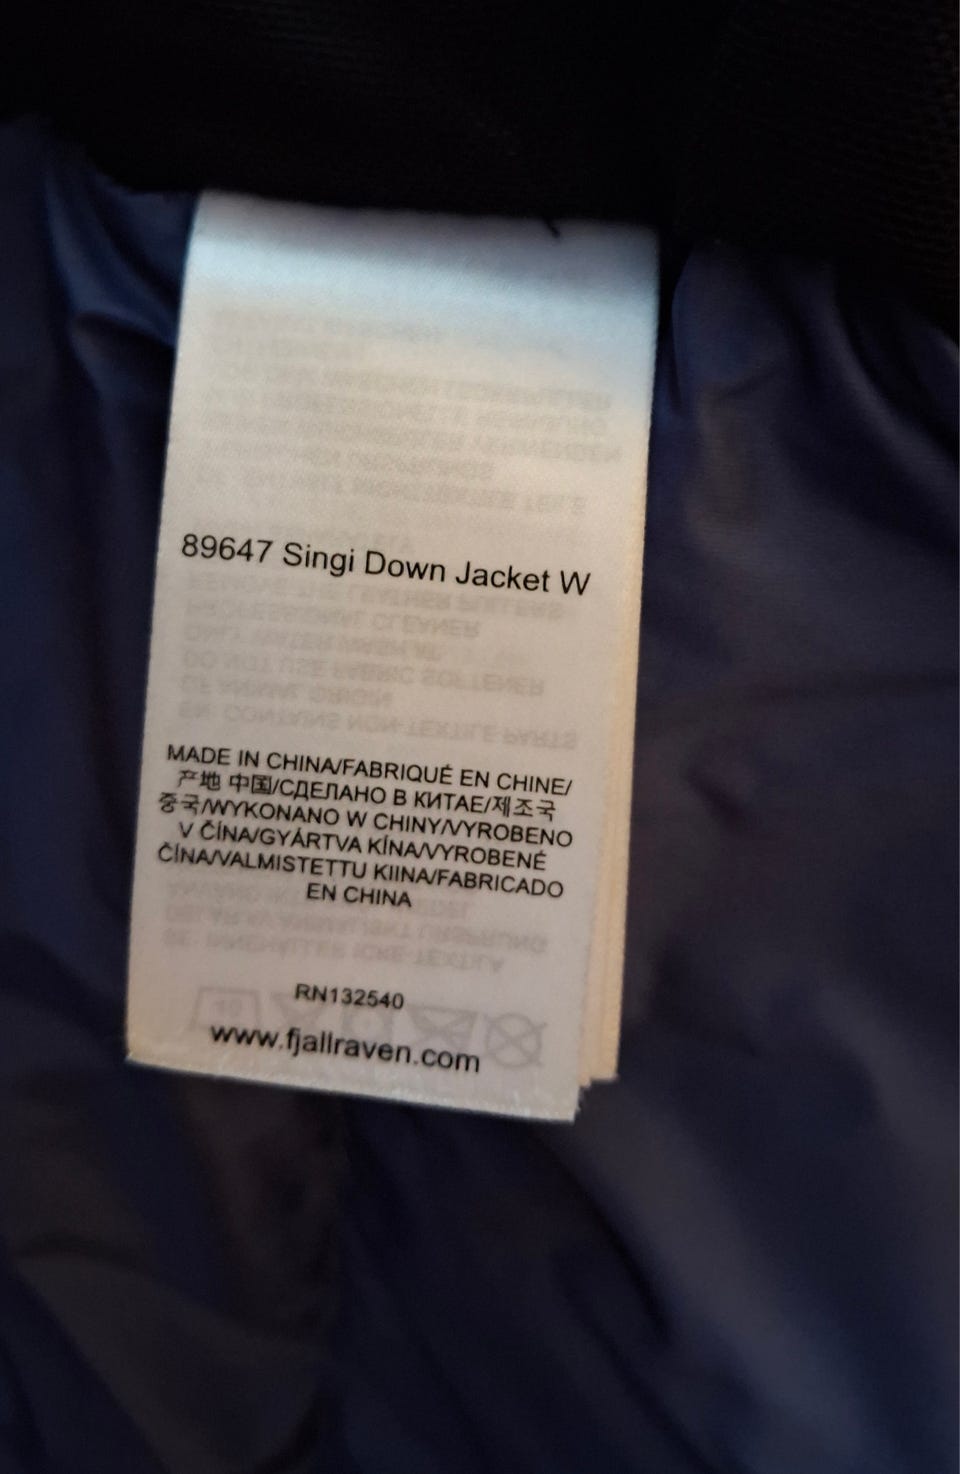 89647 Singi Down Jacket W
MADE IN CHINA/FABRIQUÉ EN CHINE/
产地 中国/СДЕЛАНО В КИТАЕ/제조국
중국/WYKONANO W CHINY/VYROBENO
V ČÍNA/GYÁRTVA KÍNA/VYROBENÉ
ČÍNA/VALMISTETTU KIINA/FABRICADO
EN CHINA
RN132540
www.fjallraven.com